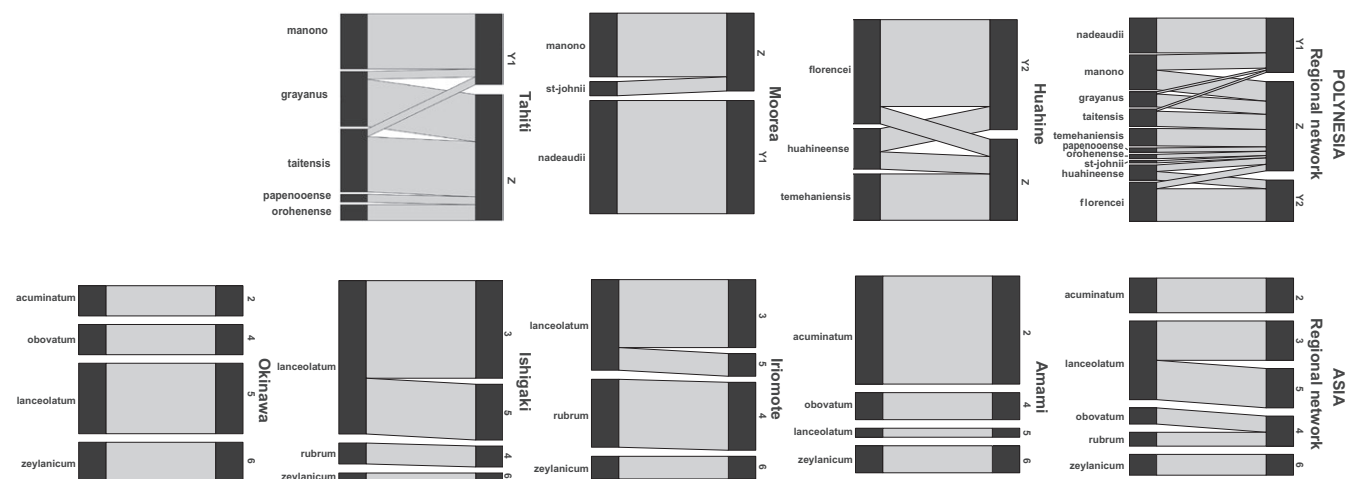 manono
grayanus
taitensis
papenooense
orohenense
Y1
Z
Tahiti
manono
st-johnii
nadeaudii
Z
Y1
Moorea
florencei
huahineense
temehaniensis
Y2
Z
Huahine
nadeaudii
manono
grayanus
taitensis
temehaniensis
papenooense
orohenense
st-johnii
huahineense
florencei
Y1
Z
Y2
POLYNESIA
Regional network
acuminatum
obovatum
lanceolatum
zeylanicum
2
4
5
6
Okinawa
lanceolatum
rubrum
zeylanicum
3
5
4
6
Ishigaki
lanceolatum
rubrum
zeylanicum
3
5
4
6
Iriomote
acuminatum
obovatum
lanceolatum
zeylanicum
2
4
5
6
Amami
acuminatum
lanceolatum
obovatum
rubrum
zeylanicum
2
3
5
4
6
ASIA
Regional network